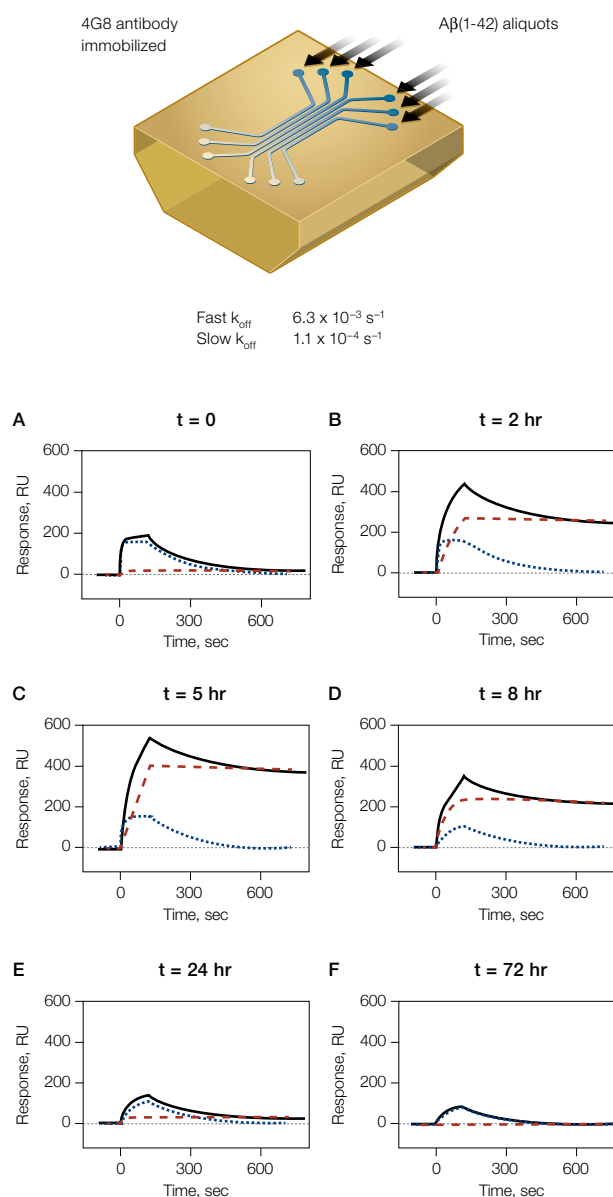 4G8 antibody
immobilized
Aβ(1-42) aliquots
Fast k_off 6.3 x 10⁻³ s⁻¹
Slow k_off 1.1 x 10⁻⁴ s⁻¹
A t = 0
600
400
200
0
Response, RU
0 300 600
Time, sec
B t = 2 hr
600
400
200
0
Response, RU
0 300 600
Time, sec
C t = 5 hr
600
400
200
0
Response, RU
0 300 600
Time, sec
D t = 8 hr
600
400
200
0
Response, RU
0 300 600
Time, sec
E t = 24 hr
600
400
200
0
Response, RU
0 300 600
Time, sec
F t = 72 hr
600
400
200
0
Response, RU
0 300 600
Time, sec